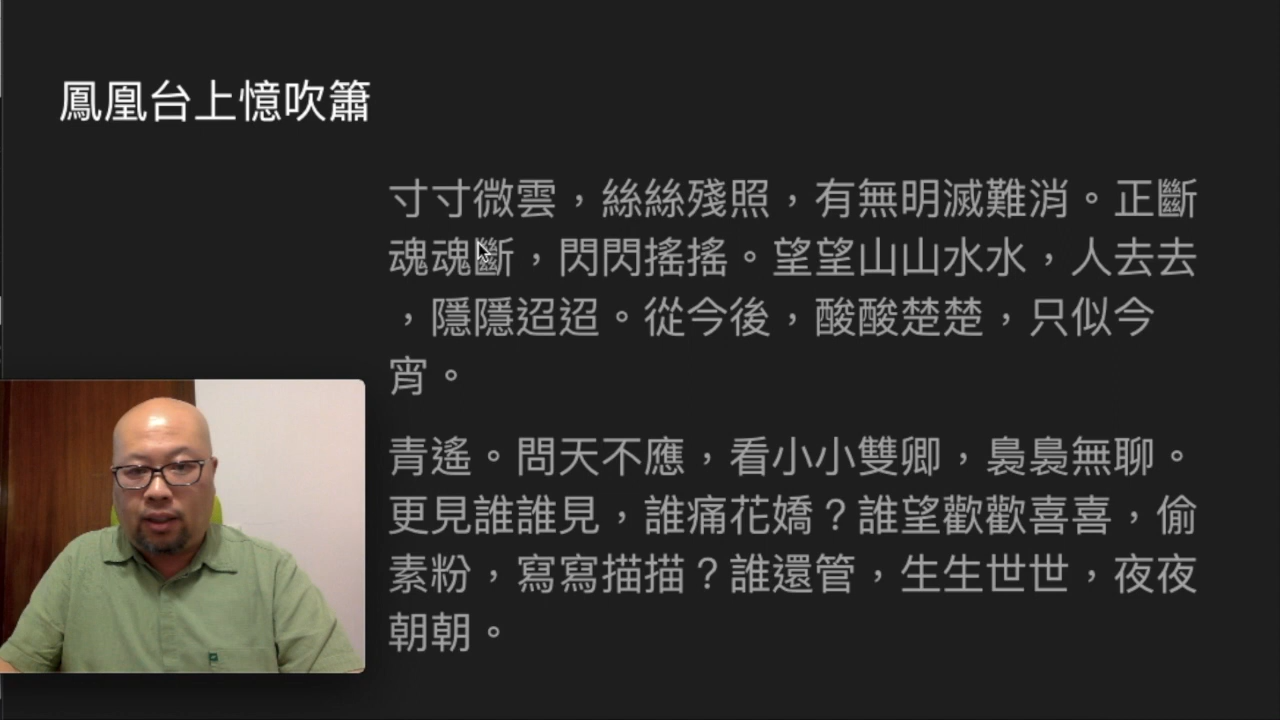 鳳凰台上憶吹簫
寸寸微雲，絲絲殘照，有無明滅難消。正斷
魂魂斷，閃閃搖搖。望望山山水水，人去去
，隱隱迢迢。從今後，酸酸楚楚，只似今
宵。
青遙。問天不應，看小小雙卿，裊裊無聊。
更見誰誰見，誰痛花嬌？誰望歡歡喜喜，偷
素粉，寫寫描描？誰還管，生生世世，夜夜
朝朝。